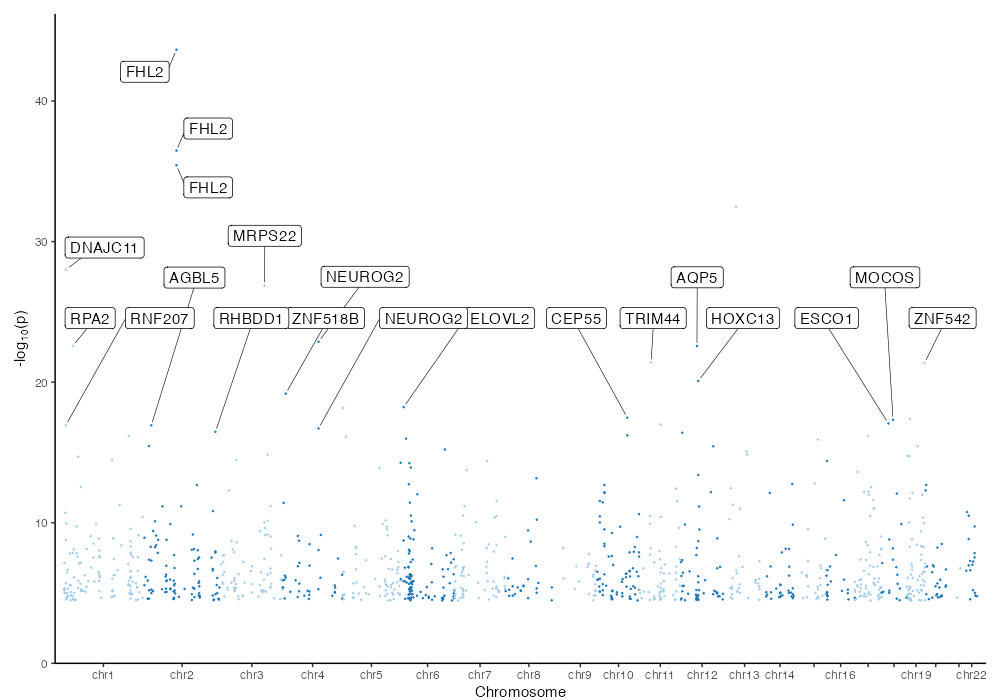 FHL2
40
FHL2
FHL2
MRPS22
30
DNAJC11
AGBL5
NEUROG2
AQP5
MOCOS
RPA2
RNF207
RHBDD1
ZNF518B
NEUROG2
ELOVL2
CEP55
TRIM44
HOXC13
ESCO1
ZNF542
-log10(p)
20
10
0
chr1
chr2
chr3
chr4
chr5
chr6
chr7
chr8
chr9
chr10
chr11
chr12
chr13
chr14
chr16
chr19
chr22
Chromosome